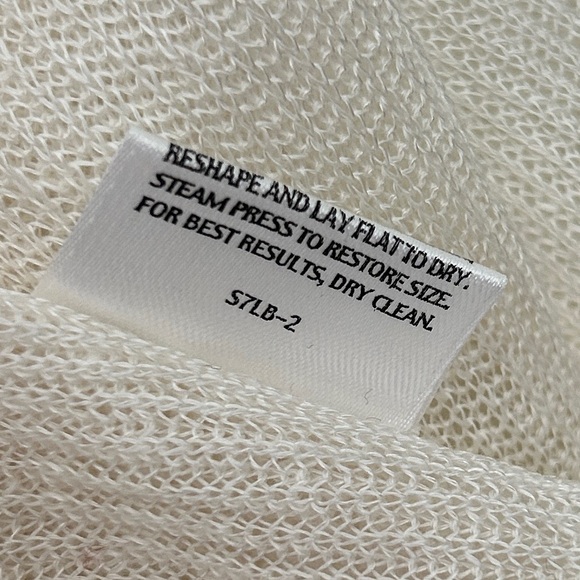 RESHAPE AND LAY FLAT TO DRY.
STEAM PRESS TO RESTORE SIZE.
FOR BEST RESULTS, DRY CLEAN.
S7LB-2